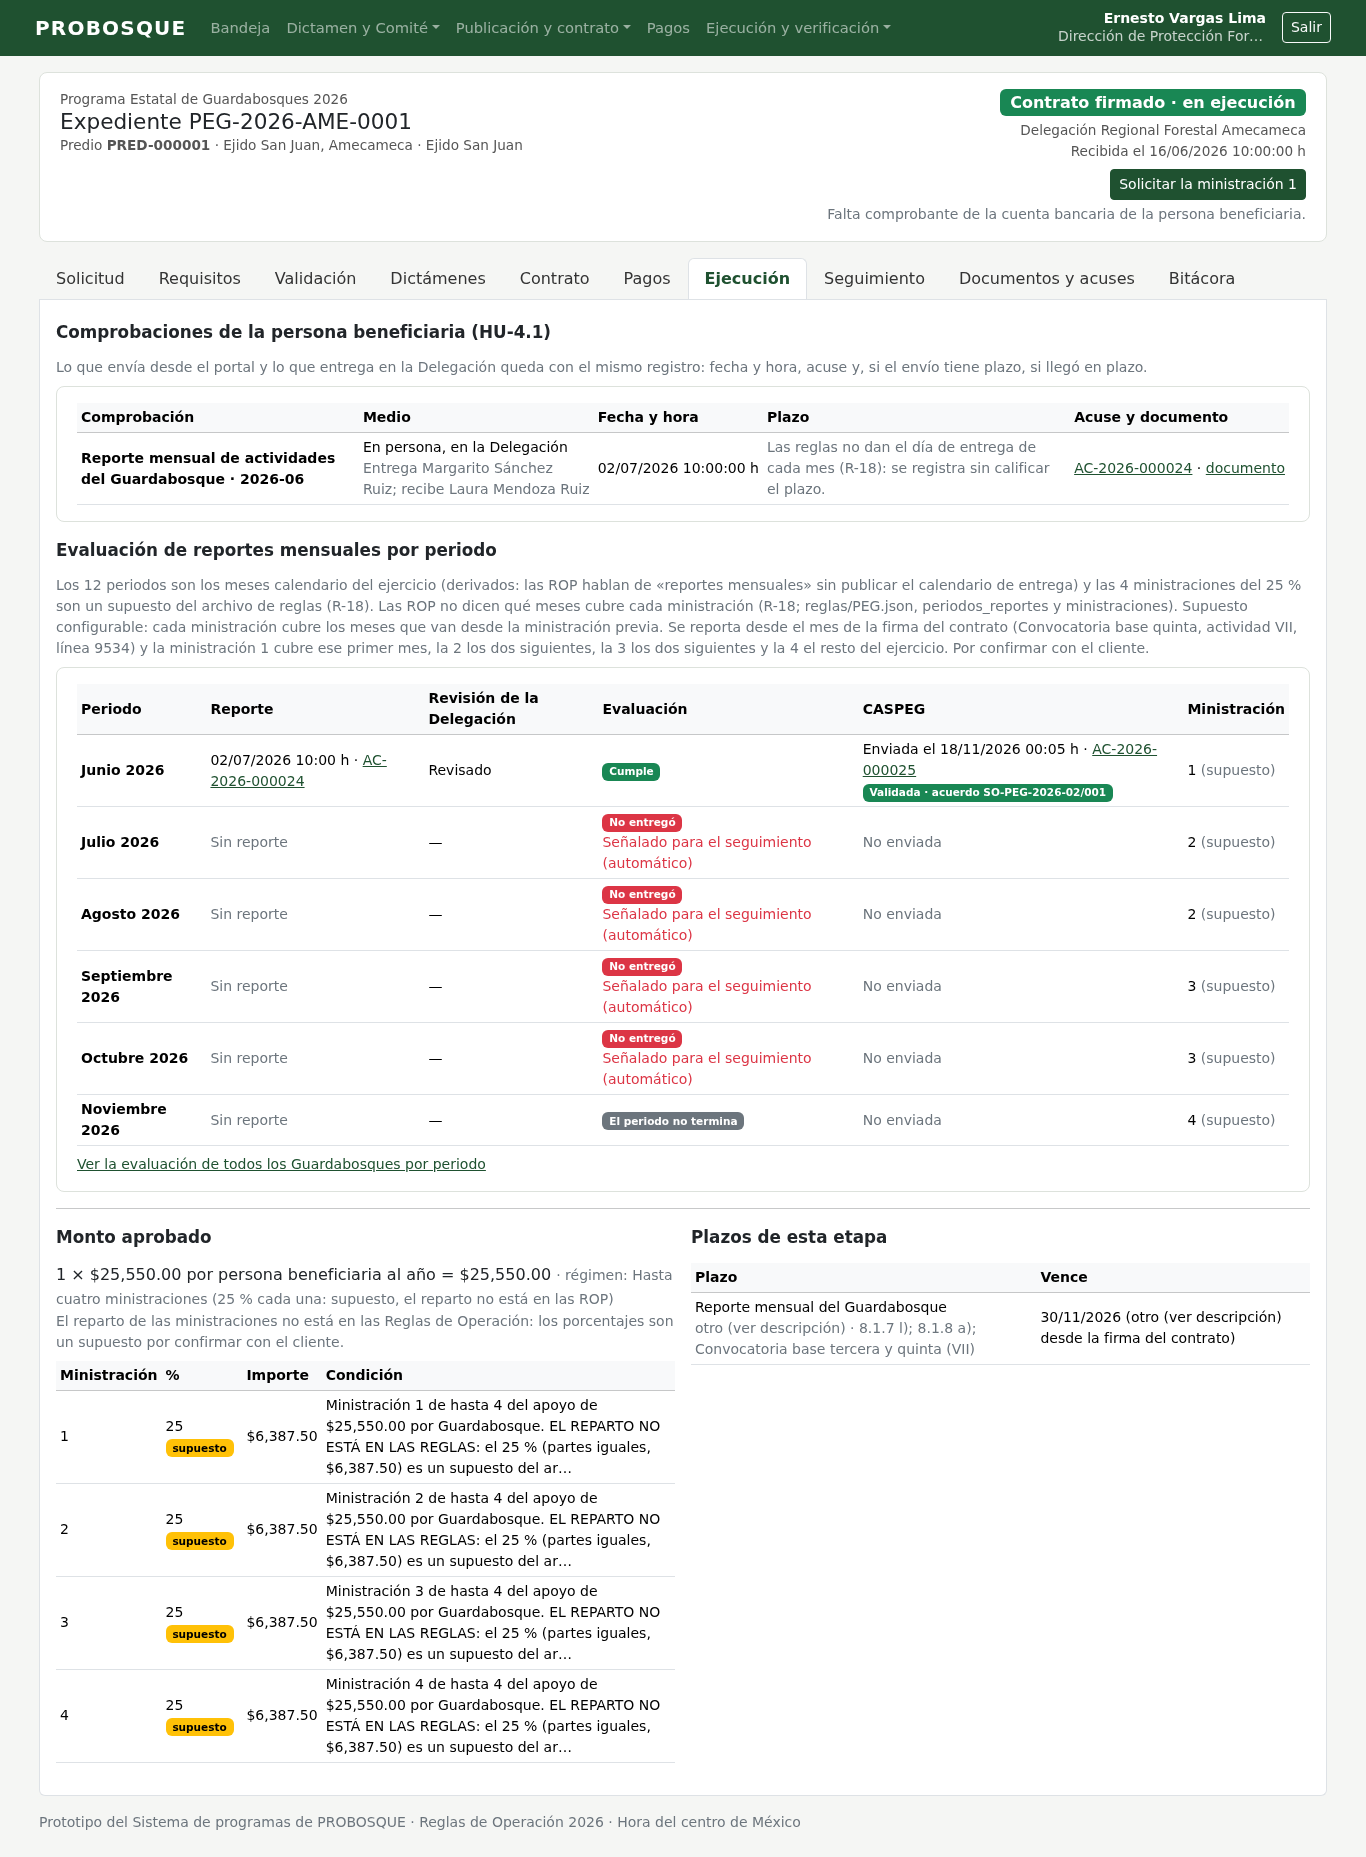 PROBOSQUE Bandeja Dictamen y Comité Publicación y contrato Pagos Ejecución y verificación
Ernesto Vargas Lima
Dirección de Protección For…
Salir
Programa Estatal de Guardabosques 2026
Expediente PEG-2026-AME-0001
Predio PRED-000001 · Ejido San Juan, Amecameca · Ejido San Juan
Contrato firmado · en ejecución
Delegación Regional Forestal Amecameca
Recibida el 16/06/2026 10:00:00 h
Solicitar la ministración 1
Falta comprobante de la cuenta bancaria de la persona beneficiaria.
Solicitud Requisitos Validación Dictámenes Contrato Pagos Ejecución Seguimiento Documentos y acuses Bitácora
Comprobaciones de la persona beneficiaria (HU-4.1)
Lo que envía desde el portal y lo que entrega en la Delegación queda con el mismo registro: fecha y hora, acuse y, si el envío tiene plazo, si llegó en plazo.
Comprobación Medio Fecha y hora Plazo Acuse y documento
Reporte mensual de actividades
del Guardabosque · 2026-06
En persona, en la Delegación
Entrega Margarito Sánchez
Ruiz; recibe Laura Mendoza Ruiz
02/07/2026 10:00:00 h
Las reglas no dan el día de entrega de
cada mes (R-18): se registra sin calificar
el plazo.
AC-2026-000024 · documento
Evaluación de reportes mensuales por periodo
Los 12 periodos son los meses calendario del ejercicio (derivados: las ROP hablan de «reportes mensuales» sin publicar el calendario de entrega) y las 4 ministraciones del 25 %
son un supuesto del archivo de reglas (R-18). Las ROP no dicen qué meses cubre cada ministración (R-18; reglas/PEG.json, periodos_reportes y ministraciones). Supuesto
configurable: cada ministración cubre los meses que van desde la ministración previa. Se reporta desde el mes de la firma del contrato (Convocatoria base quinta, actividad VII,
línea 9534) y la ministración 1 cubre ese primer mes, la 2 los dos siguientes, la 3 los dos siguientes y la 4 el resto del ejercicio. Por confirmar con el cliente.
Periodo Reporte Revisión de la
Delegación Evaluación CASPEG Ministración
Junio 2026
02/07/2026 10:00 h · AC-
2026-000024
Revisado
Cumple
Enviada el 18/11/2026 00:05 h · AC-2026-
000025
Validada · acuerdo SO-PEG-2026-02/001
1 (supuesto)
Julio 2026
Sin reporte
—
No entregó
Señalado para el seguimiento
(automático)
No enviada
2 (supuesto)
Agosto 2026
Sin reporte
—
No entregó
Señalado para el seguimiento
(automático)
No enviada
2 (supuesto)
Septiembre
2026
Sin reporte
—
No entregó
Señalado para el seguimiento
(automático)
No enviada
3 (supuesto)
Octubre 2026
Sin reporte
—
No entregó
Señalado para el seguimiento
(automático)
No enviada
3 (supuesto)
Noviembre
2026
Sin reporte
—
El periodo no termina
No enviada
4 (supuesto)
Ver la evaluación de todos los Guardabosques por periodo
Monto aprobado
1 × $25,550.00 por persona beneficiaria al año = $25,550.00 · régimen: Hasta
cuatro ministraciones (25 % cada una: supuesto, el reparto no está en las ROP)
El reparto de las ministraciones no está en las Reglas de Operación: los porcentajes son
un supuesto por confirmar con el cliente.
Ministración % Importe Condición
1
25
supuesto
$6,387.50
Ministración 1 de hasta 4 del apoyo de
$25,550.00 por Guardabosque. EL REPARTO NO
ESTÁ EN LAS REGLAS: el 25 % (partes iguales,
$6,387.50) es un supuesto del ar…
2
25
supuesto
$6,387.50
Ministración 2 de hasta 4 del apoyo de
$25,550.00 por Guardabosque. EL REPARTO NO
ESTÁ EN LAS REGLAS: el 25 % (partes iguales,
$6,387.50) es un supuesto del ar…
3
25
supuesto
$6,387.50
Ministración 3 de hasta 4 del apoyo de
$25,550.00 por Guardabosque. EL REPARTO NO
ESTÁ EN LAS REGLAS: el 25 % (partes iguales,
$6,387.50) es un supuesto del ar…
4
25
supuesto
$6,387.50
Ministración 4 de hasta 4 del apoyo de
$25,550.00 por Guardabosque. EL REPARTO NO
ESTÁ EN LAS REGLAS: el 25 % (partes iguales,
$6,387.50) es un supuesto del ar…
Plazos de esta etapa
Plazo Vence
Reporte mensual del Guardabosque
otro (ver descripción) · 8.1.7 l); 8.1.8 a);
Convocatoria base tercera y quinta (VII)
30/11/2026 (otro (ver descripción)
desde la firma del contrato)
Prototipo del Sistema de programas de PROBOSQUE · Reglas de Operación 2026 · Hora del centro de México